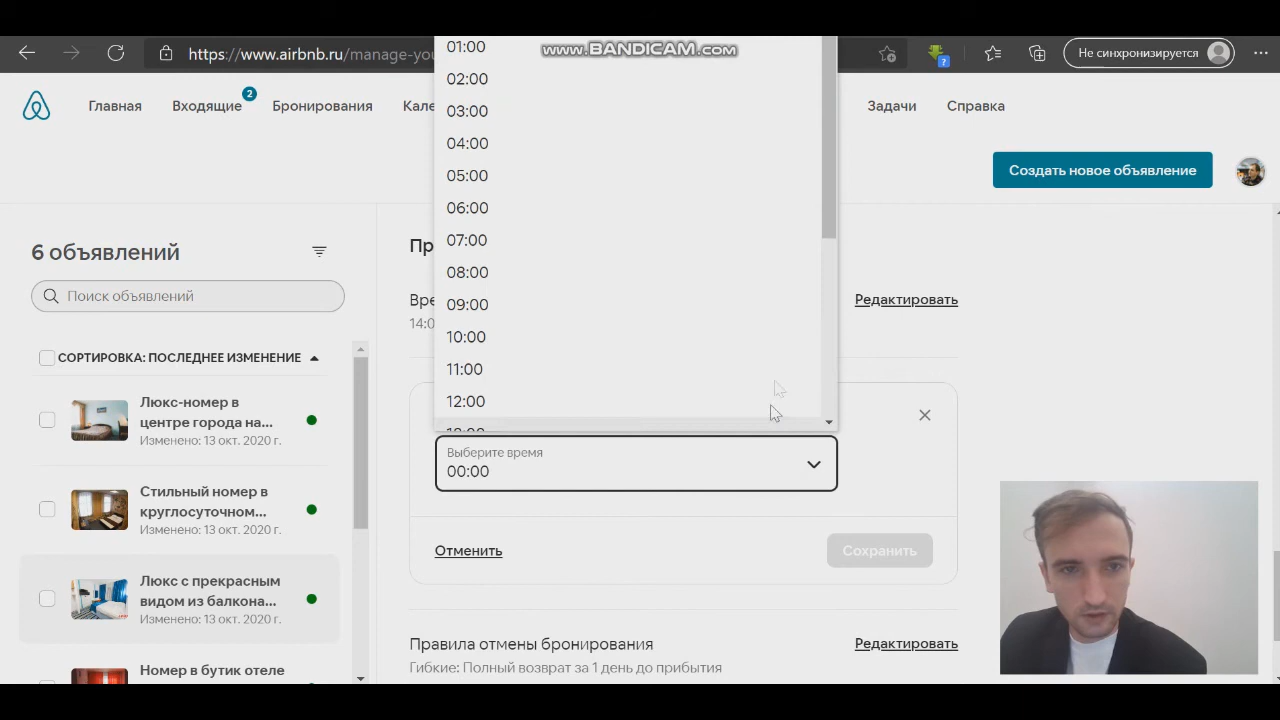 01:00
www.BANDICAM.com
https://www.airbnb.ru/manage-you
Не синхронизируется
02:00
03:00
04:00
05:00
06:00
07:00
08:00
09:00
10:00
11:00
12:00
Главная
Входящие
2
Бронирования
Кале
Задачи
Справка
Создать новое объявление
6 объявлений
Поиск объявлений
СОРТИРОВКА: ПОСЛЕДНЕЕ ИЗМЕНЕНИЕ
Люкс-номер в
центре города на...
Изменено: 13 окт. 2020 г.
Стильный номер в
круглосуточном...
Изменено: 13 окт. 2020 г.
Люкс с прекрасным
видом из балкона...
Изменено: 13 окт. 2020 г.
Номер в бутик отеле
Пр
Вре
14:0
Редактировать
Выберите время
00:00
Отменить
Сохранить
Правила отмены бронирования
Редактировать
Гибкие: Полный возврат за 1 день до прибытия